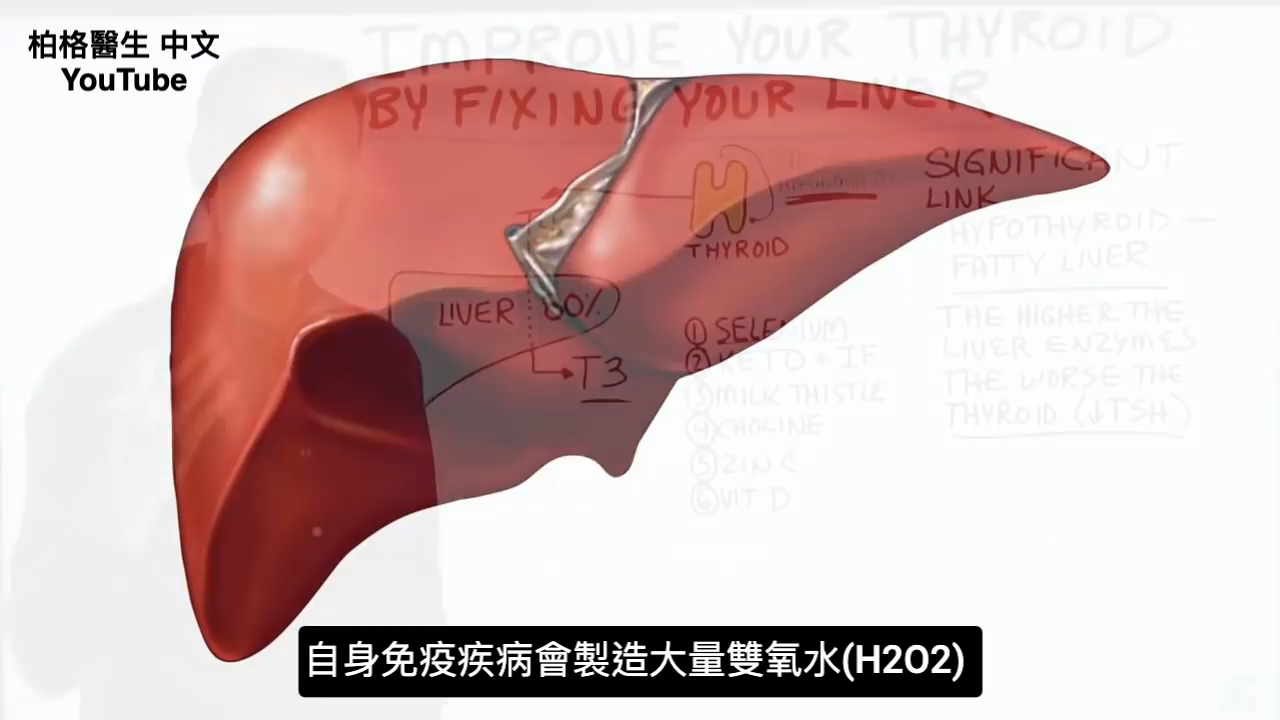 柏格醫生 中文
YouTube
IMPROVE YOUR THYROID
BY FIXING YOUR LIVER
THYROID
SIGNIFICANT
LINK
HYPOTHYROID —
FATTY LIVER
LIVER 80%
T3
① SELENIUM
② KETO + IF
③ MILK THISTLE
④ CHOLINE
⑤ ZINC
⑥ VIT D
THE HIGHER THE
LIVER ENZYMES
THE WORSE THE
THYROID (↓TSH)
自身免疫疾病會製造大量雙氧水(H2O2)